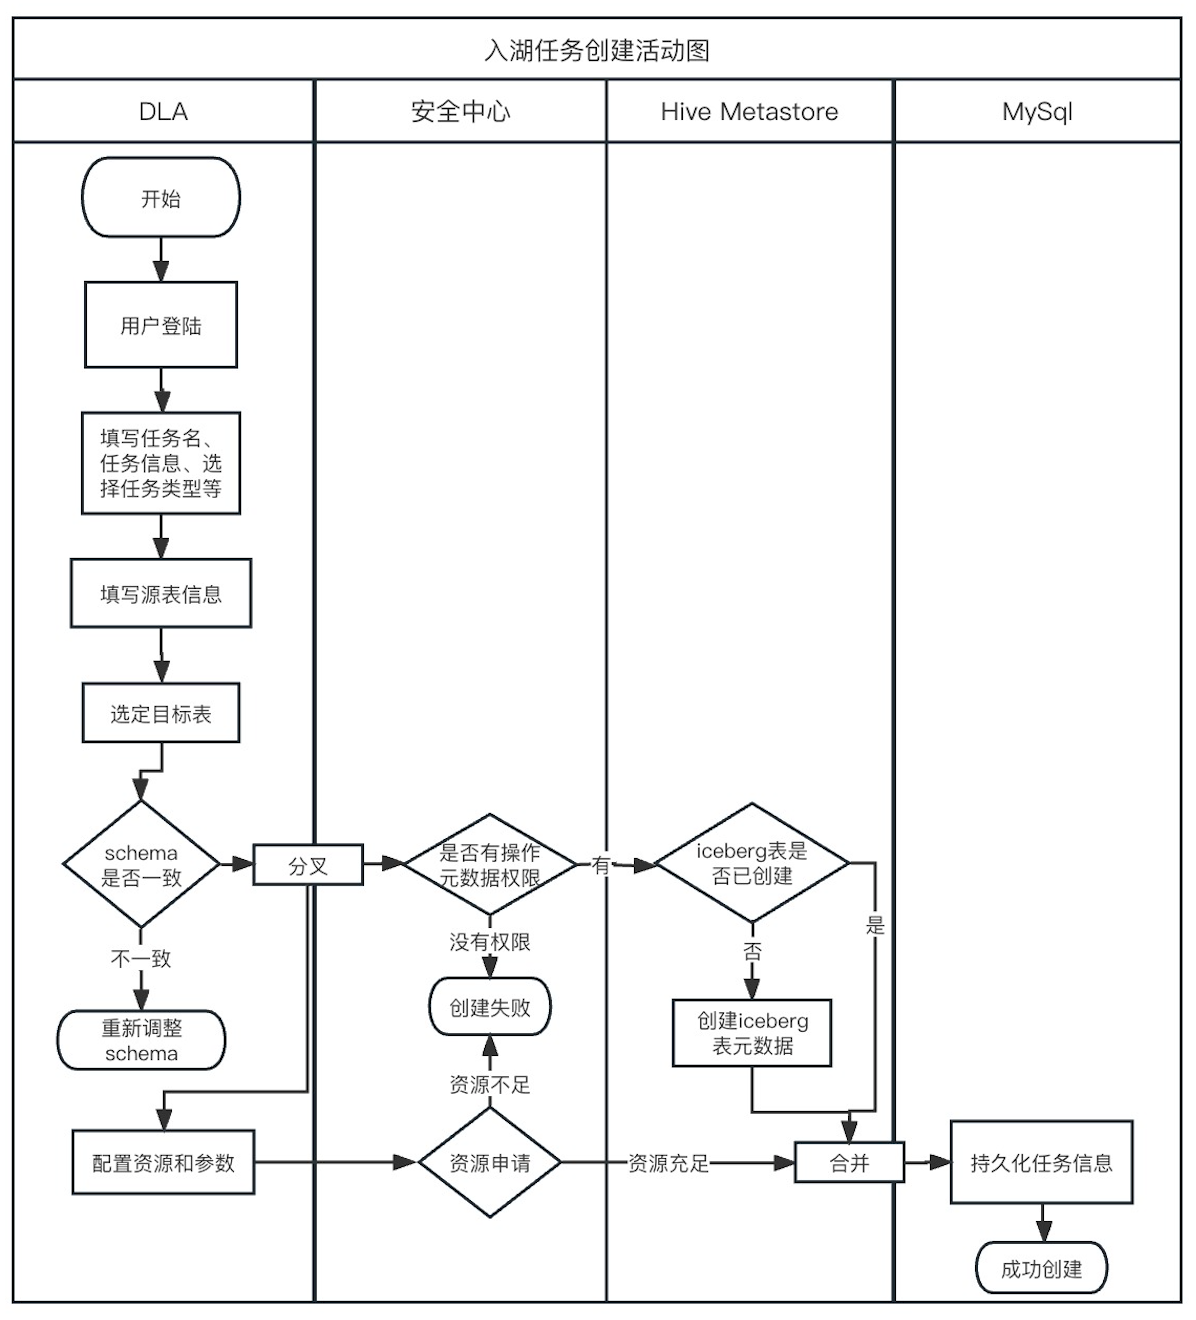 入湖任务创建活动图
DLA
安全中心
Hive Metastore
MySql
开始
用户登陆
填写任务名、
任务信息、选
择任务类型等
填写源表信息
选定目标表
schema
是否一致
分叉
是否有操作
元数据权限
有
iceberg表是
否已创建
是
不一致
没有权限
否
重新调整
schema
创建失败
创建iceberg
表元数据
资源不足
配置资源和参数
资源申请
资源充足
合并
持久化任务信息
成功创建